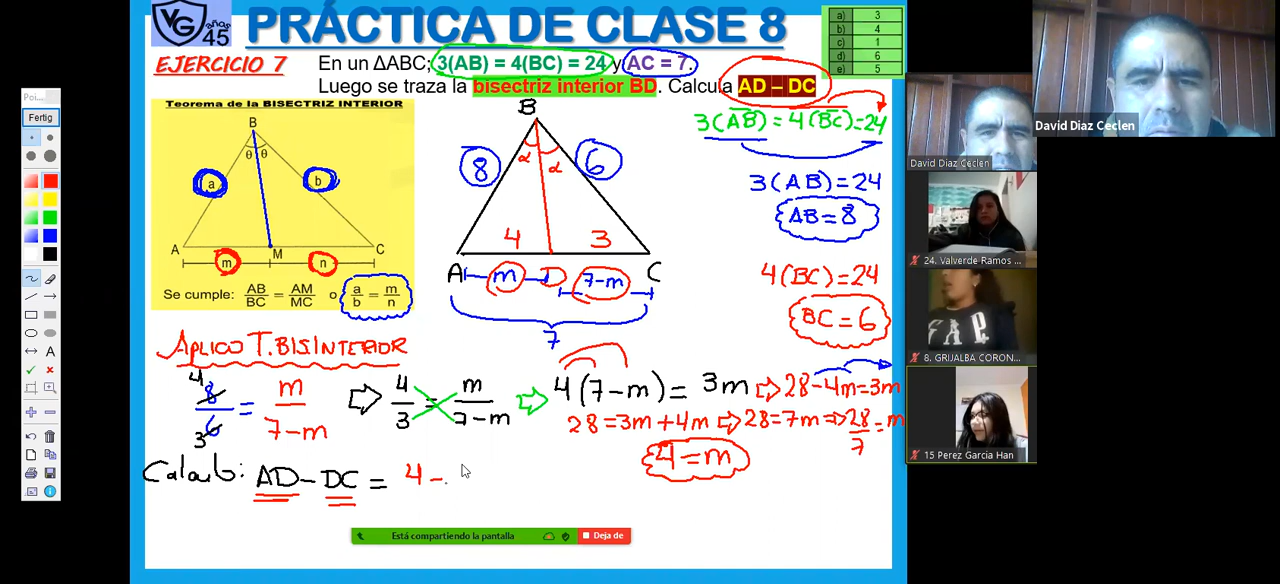 VG años 45
PRÁCTICA DE CLASE 8
a) 3
b) 4
c) 1
d) 6
e) 5
EJERCICIO 7
En un ΔABC; 3(AB) = 4(BC) = 24 y AC = 7.
Luego se traza la bisectriz interior BD. Calcula AD – DC
Poi...
Fertig
Teorema de la BISECTRIZ INTERIOR
B
θ θ
a b
A M C
m n
Se cumple: AB/BC = AM/MC o a/b = m/n
B
α α
8 6
4 3
A m D 7-m C
7
3(AB) = 4(BC) = 24
3(AB) = 24
AB = 8
4(BC) = 24
BC = 6
APLICO T. BIS INTERIOR
4 8/6 3 = m/7-m ⇨ 4/3 = m/7-m ⇨ 4(7-m) = 3m ⇨ 28-4m=3m
28 = 3m+4m ⇨ 28=7m ⇒ 28/7 = m
4 = m
Calculo: AD - DC = 4 -
Está compartiendo la pantalla
Deja de
David Diaz Ceclen
David Diaz Ceclen
24. Valverde Ramos ...
8. GRIJALBA CORON...
15 Perez Garcia Han
A